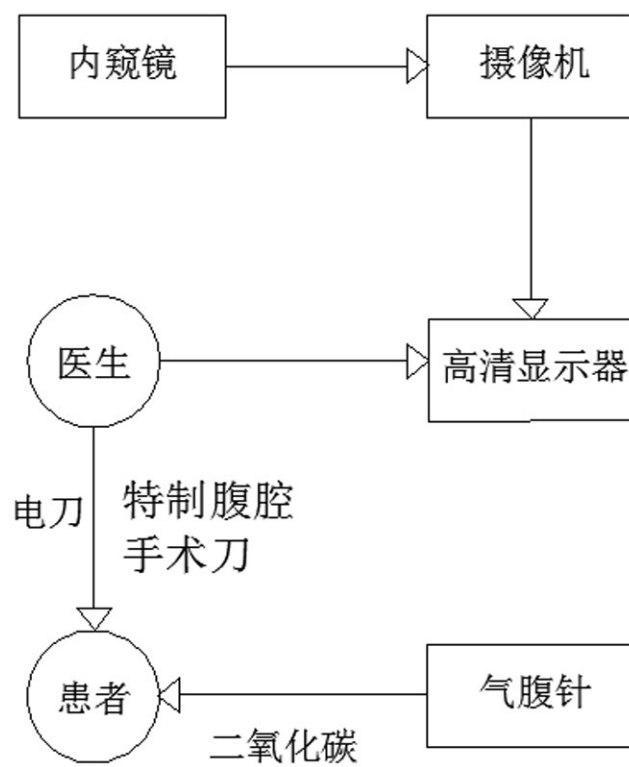 内窥镜
摄像机
医生
高清显示器
电刀
特制腹腔
手术刀
患者
气腹针
二氧化碳